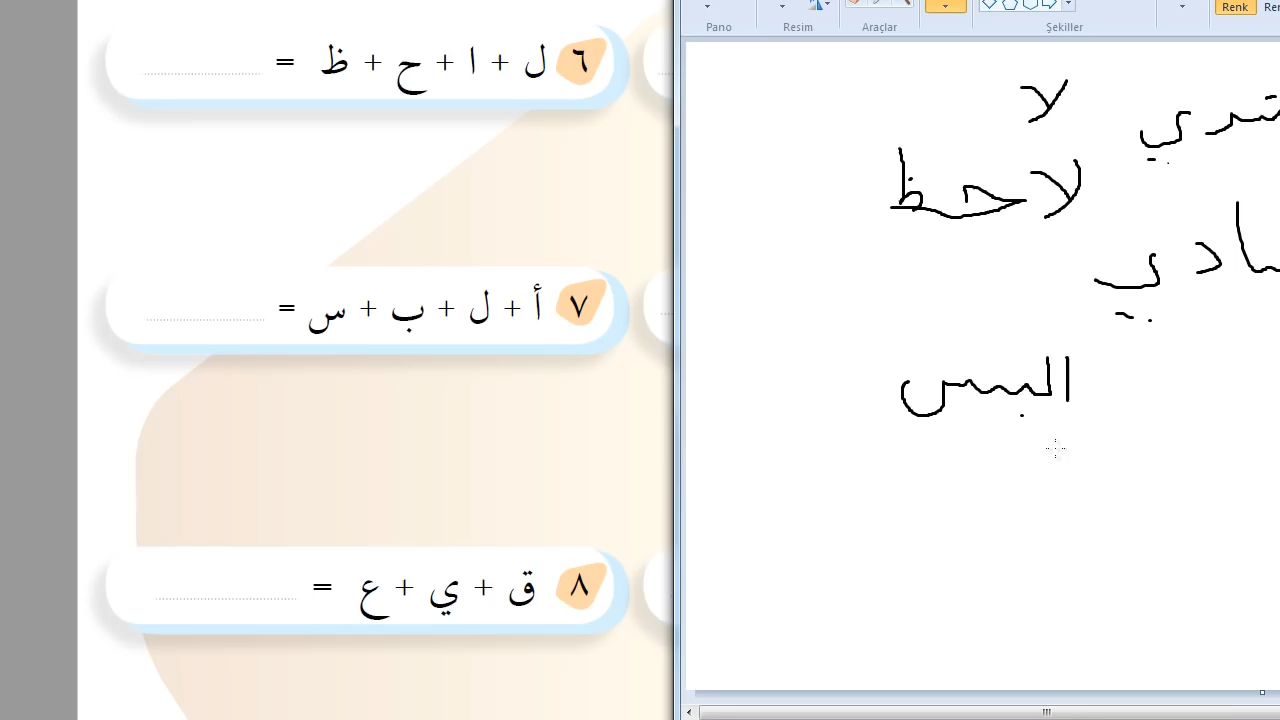 Pano Resim Araçlar Şekiller Renk
٦ ل + ا + ح + ظ =
٧ أ + ل + ب + س =
٨ ق + ي + ع =
لا
لاحظ
البس